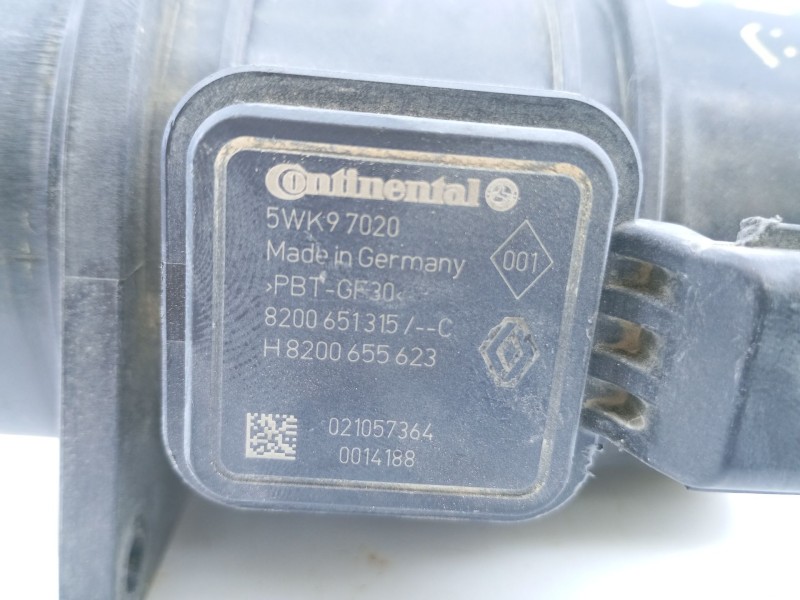 Continental
5WK9 7020
Made in Germany
001
>PBT-GF30<
8200 651 315 /--C
H 8200 655 623
021057364
0014188